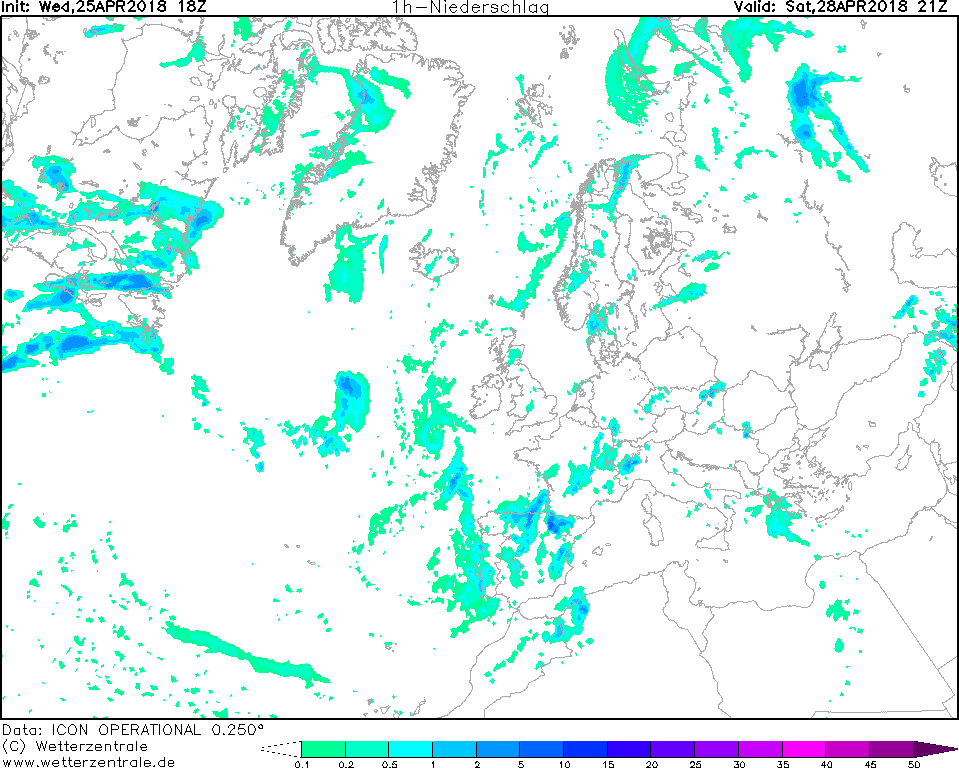 Init: Wed,25APR2018 18Z 1h-Niederschlag Valid: Sat,28APR2018 21Z
Data: ICON OPERATIONAL 0.250°
(C) Wetterzentrale
www.wetterzentrale.de
0.1 0.2 0.5 1 2 5 10 15 20 25 30 35 40 45 50